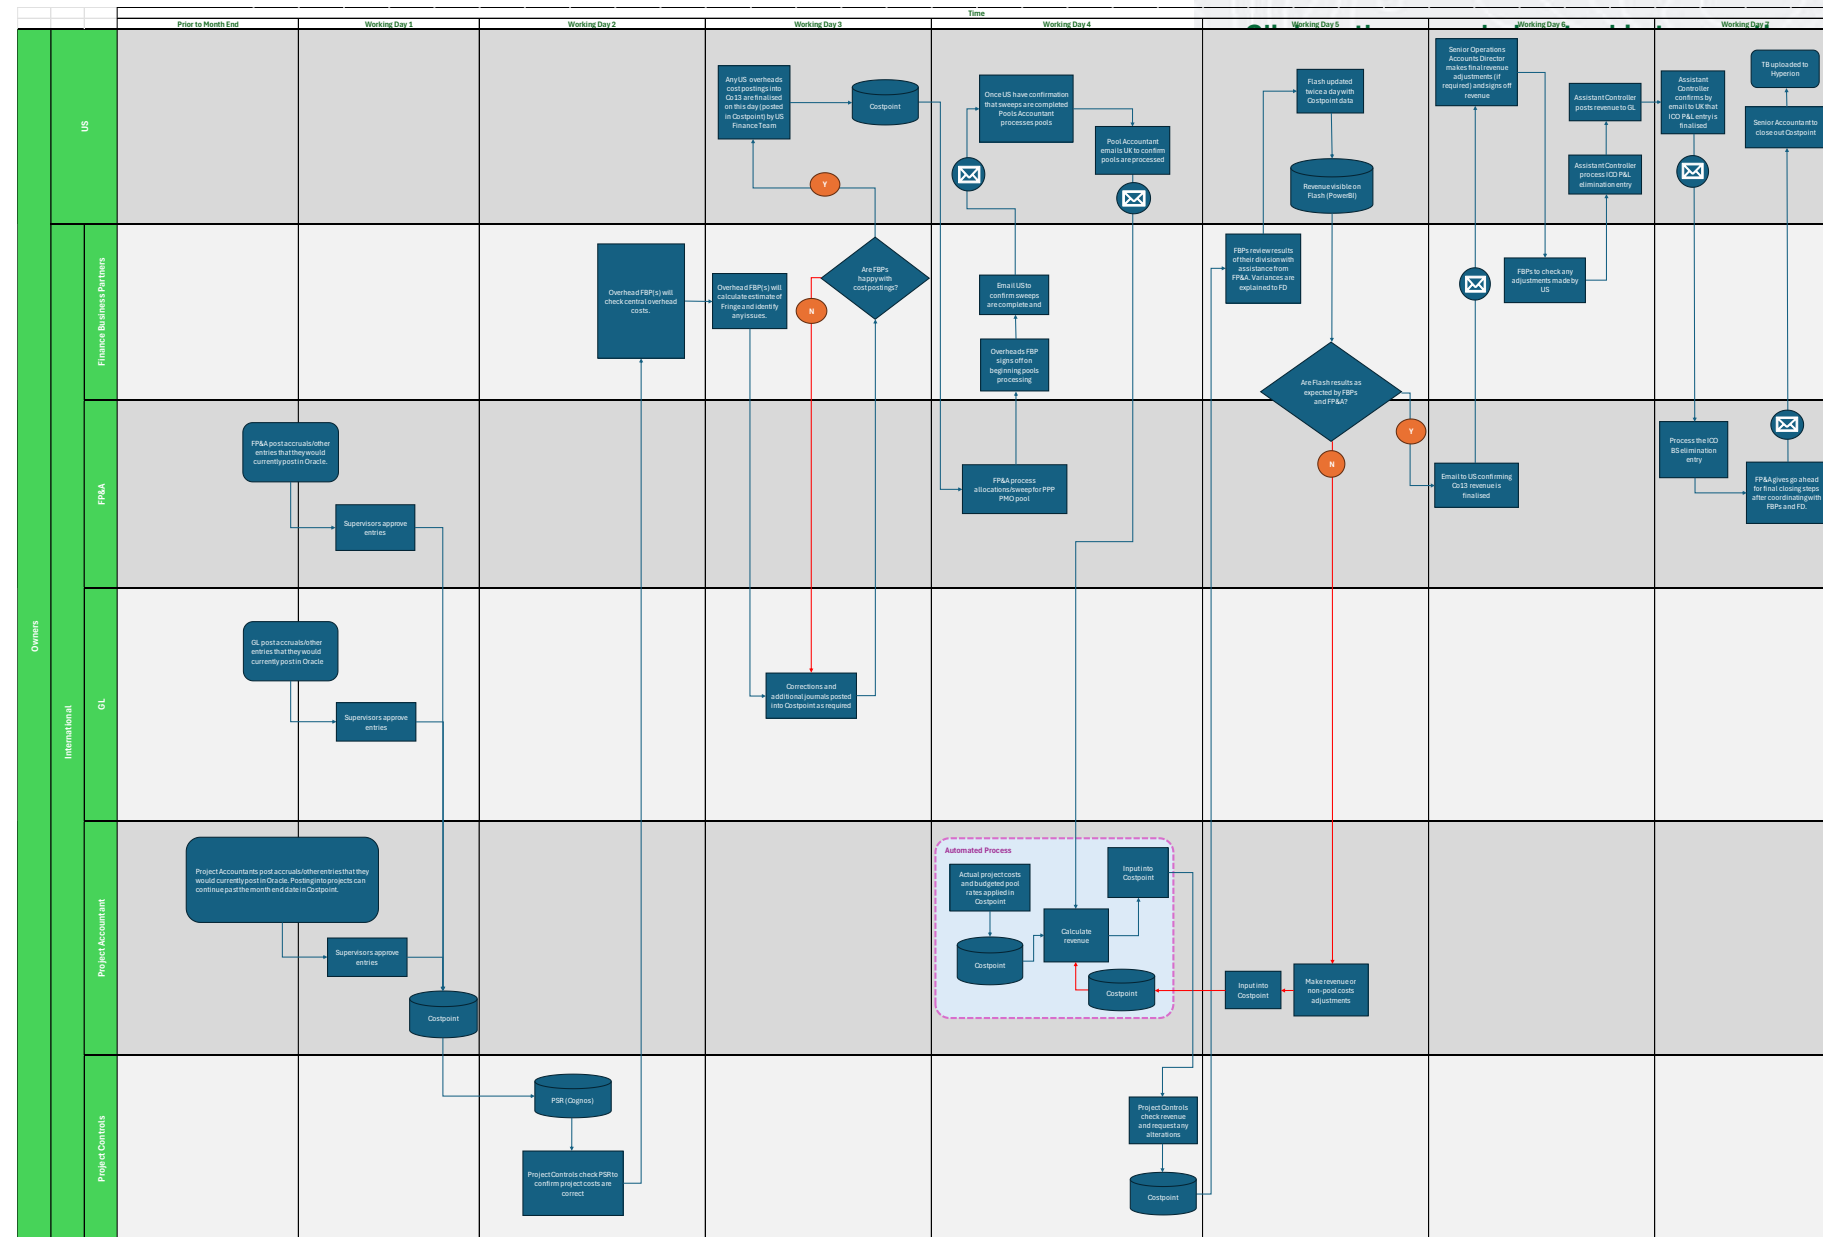 Time
Prior to Month End
Working Day 1
Working Day 2
Working Day 3
Working Day 4
Working Day 5
Working Day 6
Working Day 7
Owners
US
Any US overheads
cost postings into
Co13 are finalised
on this day (posted
in Costpoint) by US
Finance Team
Costpoint
Y
Once US have confirmation
that sweeps are completed
Pools Accountant
processes pools
Pool Accountant
emails UK to confirm
pools are processed
Flash updated
twice a day with
Costpoint data
Revenue visible on
Flash (PowerBI)
Senior Operations
Accounts Director
makes final revenue
adjustments (if
required) and signs off
revenue
Assistant Controller
posts revenue to GL
Assistant Controller
process ICO P&L
elimination entry
Assistant
Controller
confirms by
email to UK that
ICO P&L entry is
finalised
TB uploaded to
Hyperion
Senior Accountant to
close out Costpoint
International
Finance Business Partners
Overhead FBP(s) will
check central overhead
costs.
Overhead FBP(s) will
calculate estimate of
Fringe and identify
any issues.
Are FBPs
happy with
cost postings?
N
Email US to
confirm sweeps
are complete and
Overheads FBP
signs off on
beginning pools
processing
FBPs review results
of their division with
assistance from
FP&A. Variances are
explained to FD
Are Flash results as
expected by FBPs
and FP&A?
FBPs to check any
adjustments made by
US
FP&A
FP&A post accruals/other
entries that they would
currently post in Oracle.
Supervisors approve
entries
FP&A process
allocations/sweep for PPP
PMO pool
Y
N
Email to US confirming
Co13 revenue is
finalised
Process the ICO
BS elimination
entry
FP&A gives go ahead
for final closing steps
after coordinating with
FBPs and FD.
GL
GL post accruals/other
entries that they would
currently post in Oracle
Supervisors approve
entries
Corrections and
additional journals posted
into Costpoint as required
Project Accountant
Project Accountants post accruals/other entries that they
would currently post in Oracle. Posting into projects can
continue past the month end date in Costpoint.
Supervisors approve
entries
Costpoint
Automated Process
Actual project costs
and budgeted pool
rates applied in
Costpoint
Costpoint
Calculate
revenue
Input into
Costpoint
Costpoint
Input into
Costpoint
Make revenue or
non-pool costs
adjustments
Project Controls
PSR (Cognos)
Project Controls check PSR to
confirm project costs are
correct
Project Controls
check revenue
and request any
alterations
Costpoint